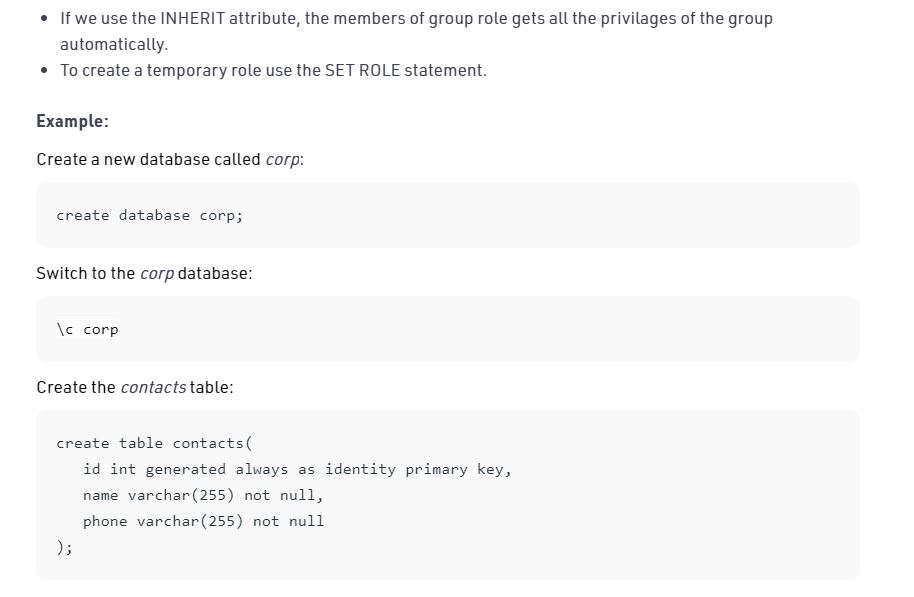 • If we use the INHERIT attribute, the members of group role gets all the privilages of the group
automatically.
• To create a temporary role use the SET ROLE statement.
Example:
Create a new database called corp:
create database corp;
Switch to the corp database:
\c corp
Create the contacts table:
create table contacts(
id int generated always as identity primary key,
name varchar(255) not null,
phone varchar(255) not null
);